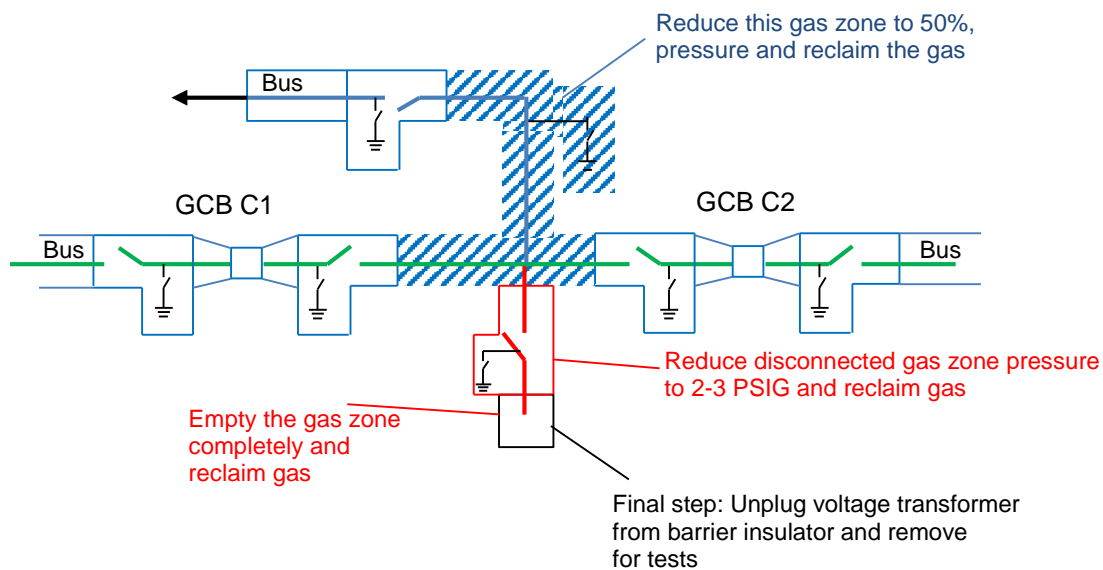 Reduce this gas zone to 50%,
pressure and reclaim the gas
Bus
GCB C1
GCB C2
Bus
Bus
Reduce disconnected gas zone pressure
to 2-3 PSIG and reclaim gas
Empty the gas zone
completely and
reclaim gas
Final step: Unplug voltage transformer
from barrier insulator and remove
for tests